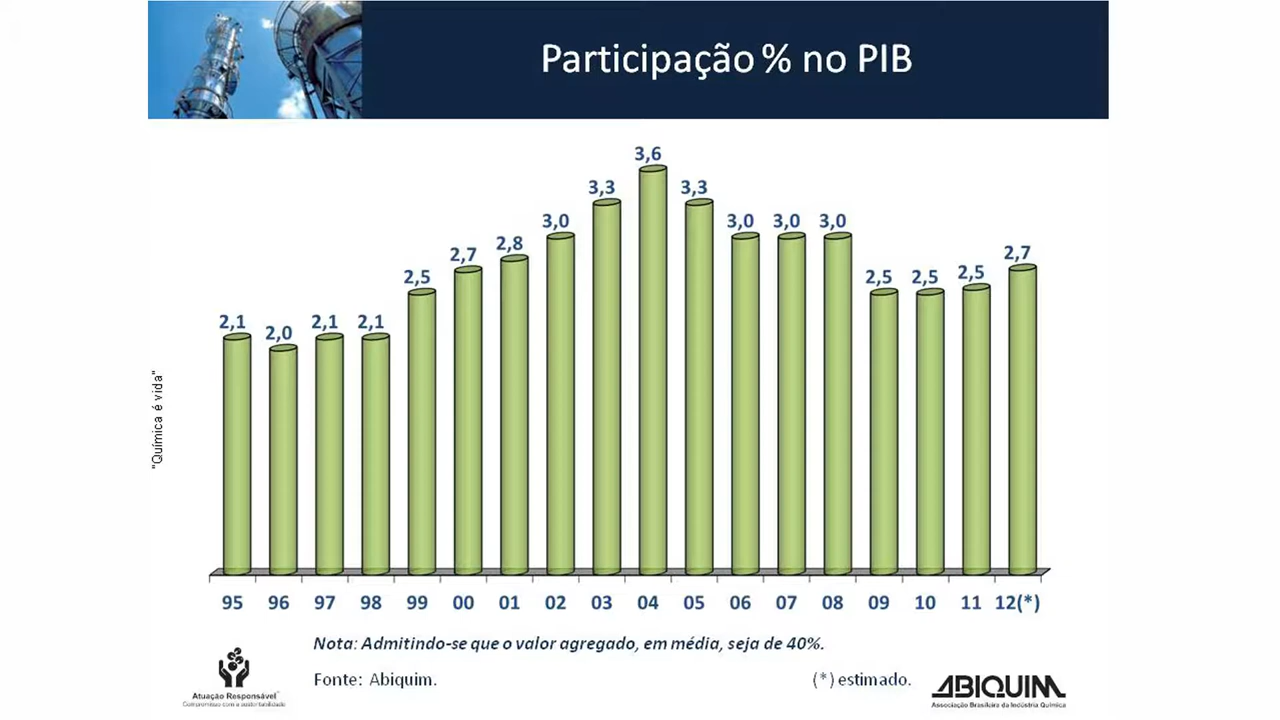 Participação % no PIB
3,6
3,3
3,3
3,0
3,0
3,0
3,0
2,8
2,7
2,7
2,5
2,5
2,5
2,5
2,1
2,0
2,1
2,1
"Química é vida"
95 96 97 98 99 00 01 02 03 04 05 06 07 08 09 10 11 12(*)
Nota: Admitindo-se que o valor agregado, em média, seja de 40%.
Fonte: Abiquim.
(*) estimado.
Atuação Responsável
Compromisso com a sustentabilidade
ABIQUIM
Associação Brasileira da Indústria Química